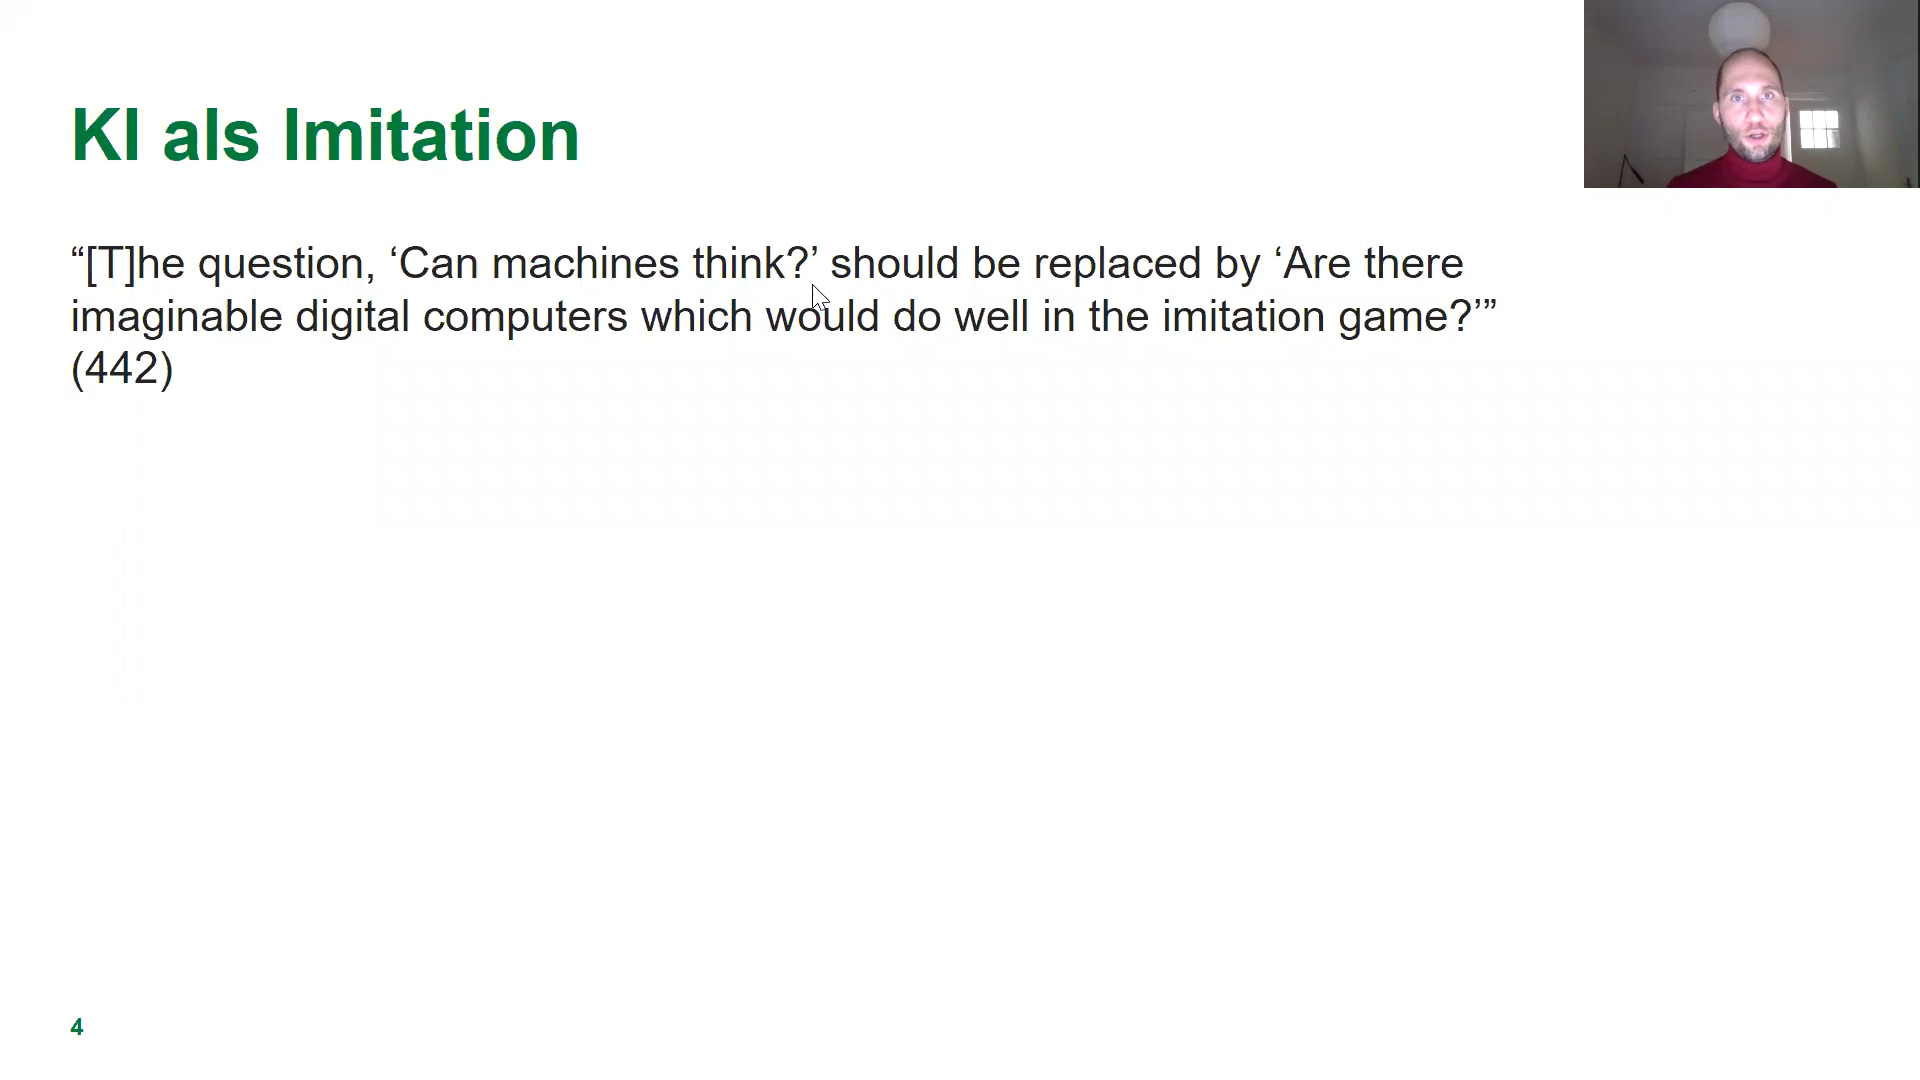 KI als Imitation
“[T]he question, ‘Can machines think?’ should be replaced by ‘Are there
imaginable digital computers which would do well in the imitation game?’”
(442)
4